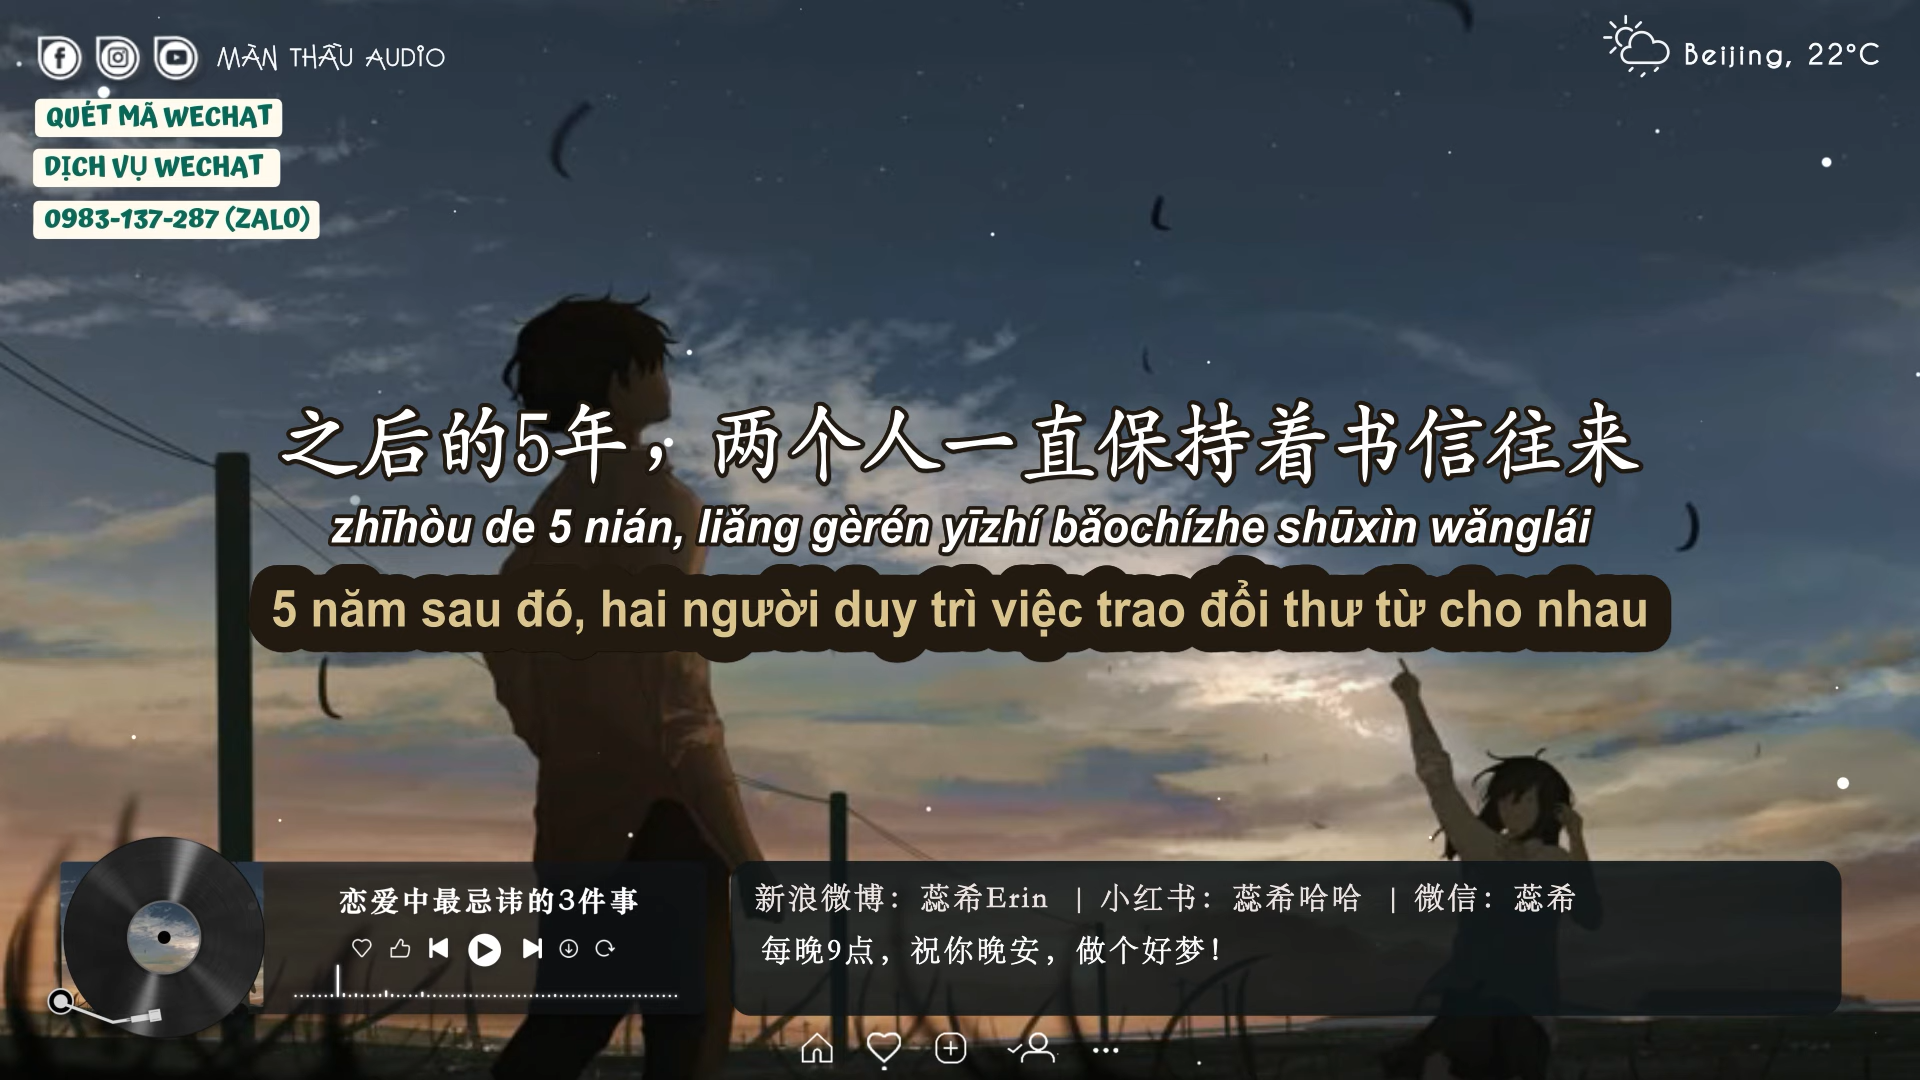 MÀN THẦU AUDIO
Beijing, 22°C
QUÉT MÃ WECHAT
DỊCH VỤ WECHAT
0983-137-287 (ZALO)
之后的5年，两个人一直保持着书信往来
zhīhòu de 5 nián, liǎng gèrén yīzhí bǎochízhe shūxìn wǎnglái
5 năm sau đó, hai người duy trì việc trao đổi thư từ cho nhau
恋爱中最忌讳的3件事
新浪微博：蕊希Erin | 小红书：蕊希哈哈 | 微信：蕊希
每晚9点，祝你晚安，做个好梦！